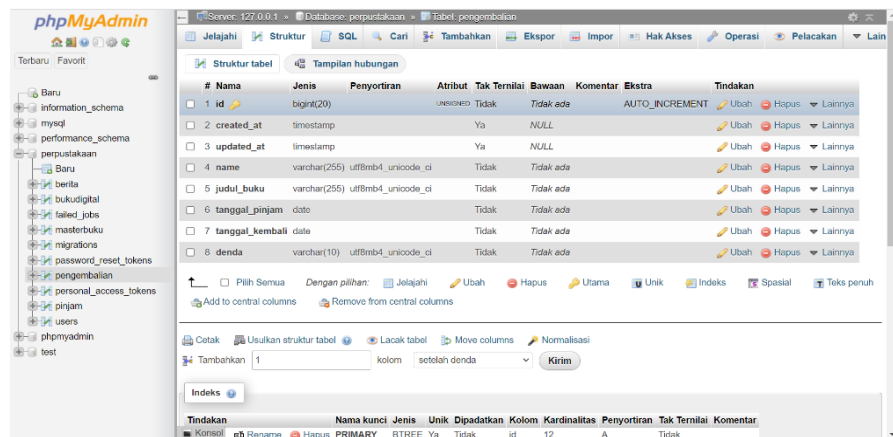 phpMyAdmin
Terbaru Favorit
Baru
information_schema
mysql
performance_schema
perpustakaan
Baru
berita
bukudigital
failed_jobs
masterbuku
migrations
password_reset_tokens
pengembalian
personal_access_tokens
pinjam
users
phpmyadmin
test
Server: 127.0.0.1 » Database: perpustakaan » Tabel: pengembalian
Jelajahi Struktur SQL Cari Tambahkan Ekspor Impor Hak Akses Operasi Pelacakan Lain
Struktur tabel Tampilan hubungan
# Nama Jenis Penyortiran Atribut Tak Ternilai Bawaan Komentar Ekstra Tindakan
1 id bigint(20) UNSIGNED Tidak Tidak ada AUTO_INCREMENT Ubah Hapus Lainnya
2 created_at timestamp Ya NULL Ubah Hapus Lainnya
3 updated_at timestamp Ya NULL Ubah Hapus Lainnya
4 name varchar(255) utf8mb4_unicode_ci Tidak Tidak ada Ubah Hapus Lainnya
5 judul_buku varchar(255) utf8mb4_unicode_ci Tidak Tidak ada Ubah Hapus Lainnya
6 tanggal_pinjam date Tidak Tidak ada Ubah Hapus Lainnya
7 tanggal_kembali date Tidak Tidak ada Ubah Hapus Lainnya
8 denda varchar(10) utf8mb4_unicode_ci Tidak Tidak ada Ubah Hapus Lainnya
Pilih Semua Dengan pilihan: Jelajahi Ubah Hapus Utama Unik Indeks Spasial Teks penuh
Add to central columns Remove from central columns
Cetak Usulkan struktur tabel Lacak tabel Move columns Normalisasi
Tambahkan 1 kolom setelah denda Kirim
Indeks
Tindakan Nama kunci Jenis Unik Dipadatkan Kolom Kardinalitas Penyortiran Tak Ternilai Komentar
Konsol Rename Hapus PRIMARY BTREE Ya Tidak id 12 A Tidak